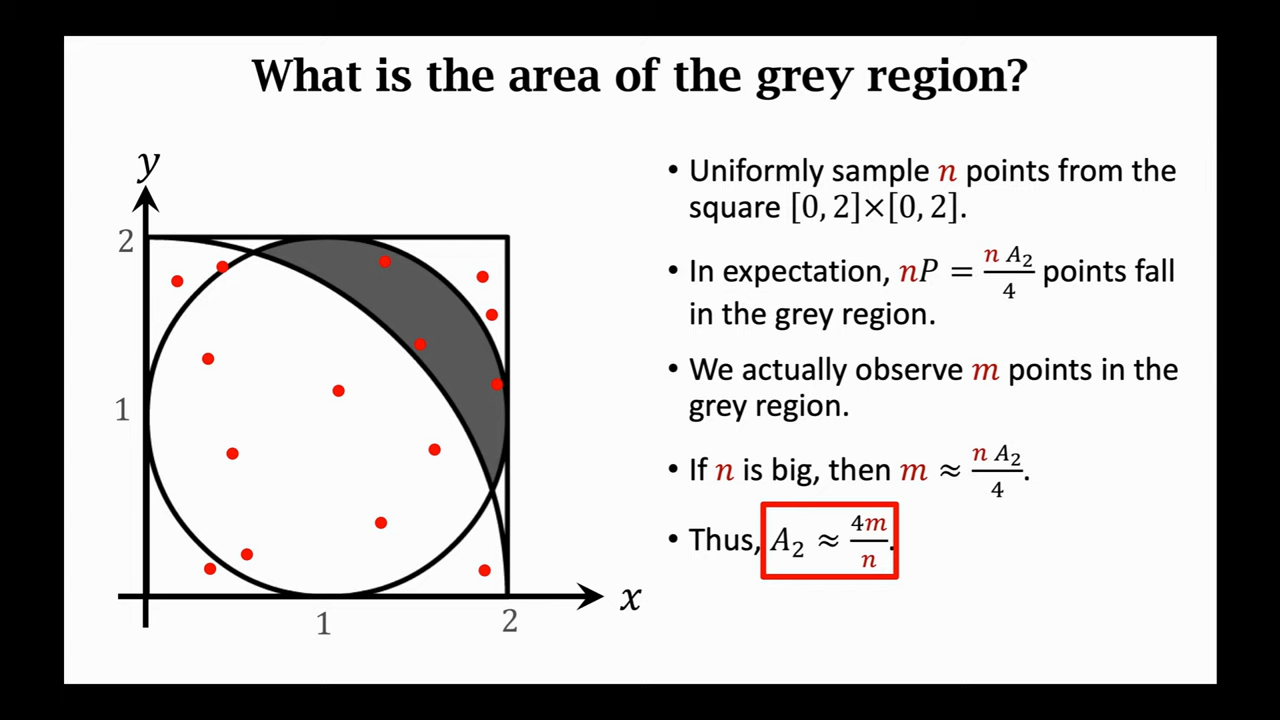 What is the area of the grey region?
y
2
1
1
2
x
• Uniformly sample n points from the
square [0, 2]×[0, 2].
• In expectation, nP = n A₂/4 points fall
in the grey region.
• We actually observe m points in the
grey region.
• If n is big, then m ≈ n A₂/4.
• Thus, A₂ ≈ 4m/n.